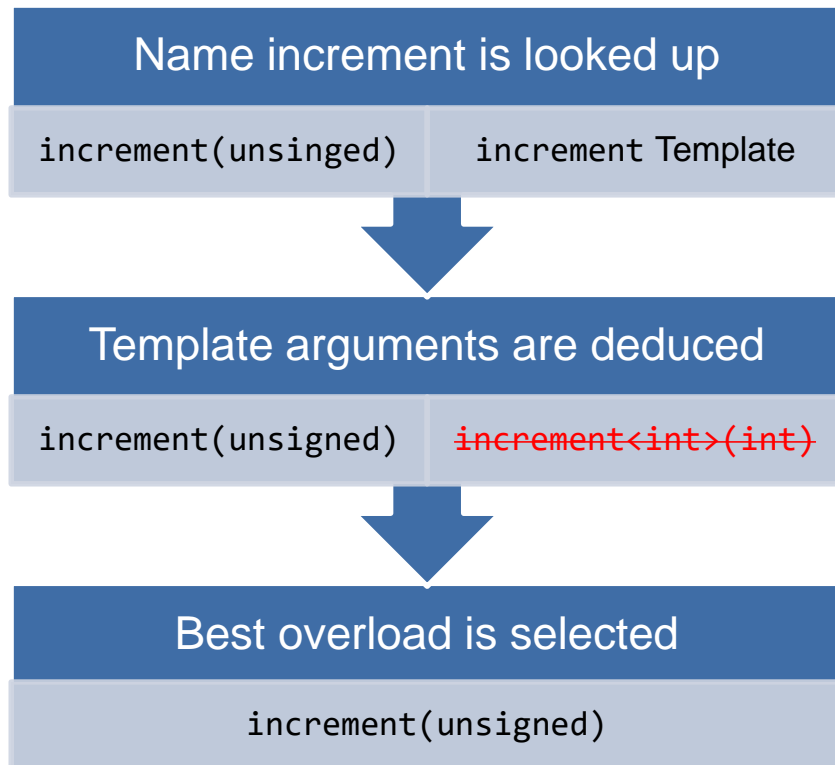 Name increment is looked up
increment(unsinged) increment Template
Template arguments are deduced
increment(unsigned) increment<int>(int)
Best overload is selected
increment(unsigned)